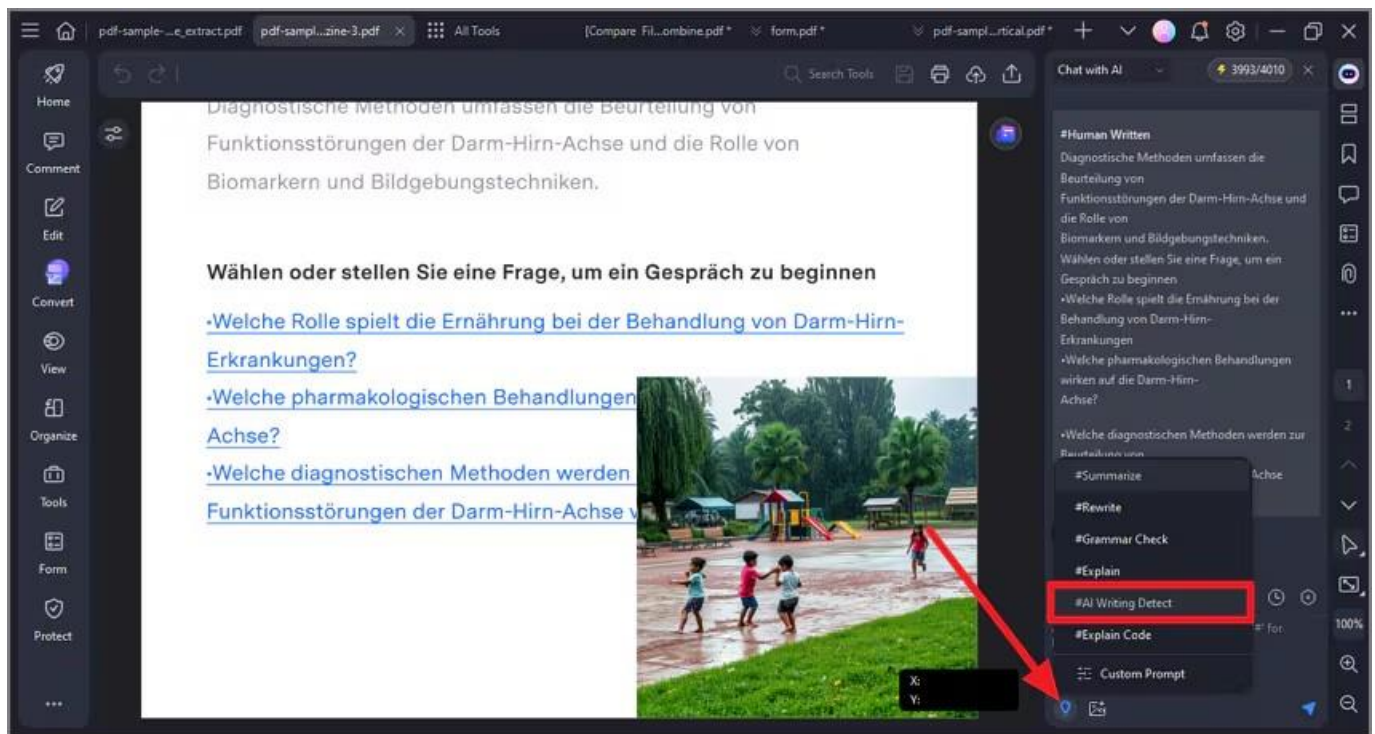 pdf-sample-...e_extract.pdf
pdf-sampl...zine-3.pdf
All Tools
[Compare Fil...ombine.pdf *
form.pdf *
pdf-sampl...rtical.pdf *
Home
Comment
Edit
Convert
View
Organize
Tools
Form
Protect
Search Tools
Diagnostische Methoden umfassen die Beurteilung von
Funktionsstörungen der Darm-Hirn-Achse und die Rolle von
Biomarkern und Bildgebungstechniken.
Wählen oder stellen Sie eine Frage, um ein Gespräch zu beginnen
•Welche Rolle spielt die Ernährung bei der Behandlung von Darm-Hirn-
Erkrankungen?
•Welche pharmakologischen Behandlungen
Achse?
•Welche diagnostischen Methoden werden
Funktionsstörungen der Darm-Hirn-Achse v
X:
Y:
Chat with AI
3993/4010
#Human Written
Diagnostische Methoden umfassen die
Beurteilung von
Funktionsstörungen der Darm-Hirn-Achse und
die Rolle von
Biomarkern und Bildgebungstechniken.
Wählen oder stellen Sie eine Frage, um ein
Gespräch zu beginnen
•Welche Rolle spielt die Ernährung bei der
Behandlung von Darm-Hirn-
Erkrankungen
•Welche pharmakologischen Behandlungen
wirken auf die Darm-Hirn-
Achse?
•Welche diagnostischen Methoden werden zur
Beurteilung von
Achse
#Summarize
#Rewrite
#Grammar Check
#Explain
#AI Writing Detect
#Explain Code
'#' for
Custom Prompt
1
2
100%